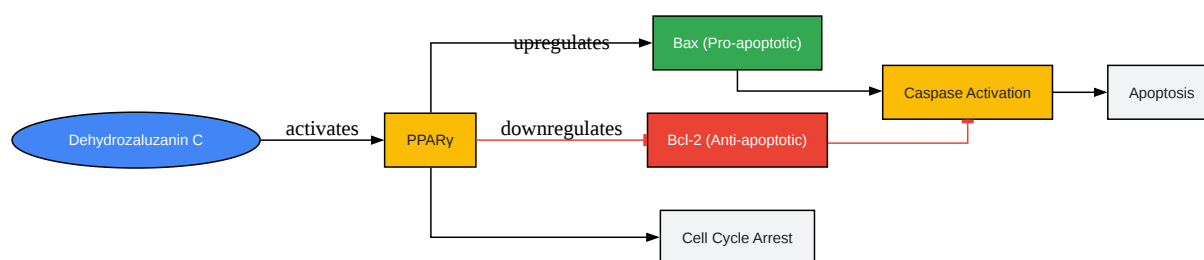 upregulates
Bax (Pro-apoptotic)
Caspase Activation
Apoptosis
Dehydrozaluzanin C
activates
PPARγ
downregulates
Bcl-2 (Anti-apoptotic)
Cell Cycle Arrest